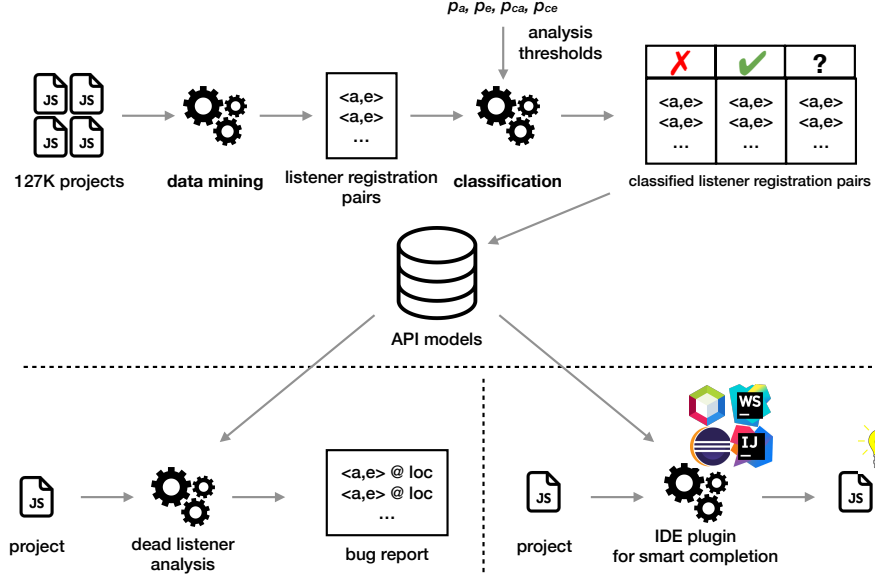 pa, pe, pca, pce
analysis
thresholds
JS JS
JS JS
127K projects
data mining
<a,e>
<a,e>
...
listener registration
pairs
classification
✗ ✔ ?
<a,e> <a,e> <a,e>
<a,e> <a,e> <a,e>
... ... ...
classified listener registration pairs
API models
JS
project
dead listener
analysis
<a,e> @ loc
<a,e> @ loc
...
bug report
JS
project
WS
IJ
IDE plugin
for smart completion
JS